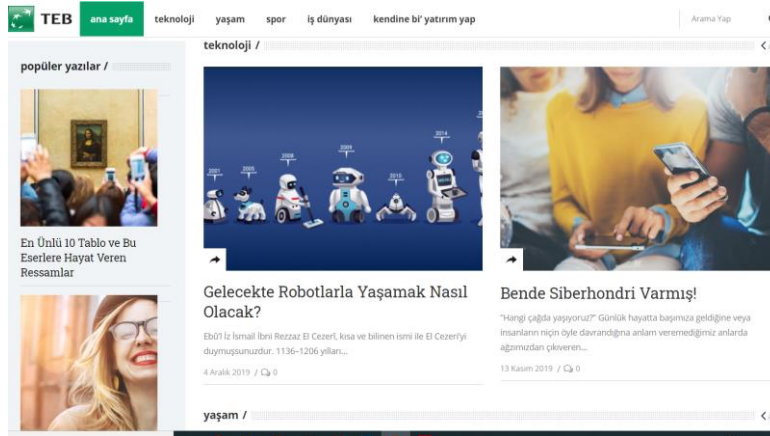 TEB
ana sayfa
teknoloji
yaşam
spor
iş dünyası
kendine bi' yatırım yap
Arama Yap
popüler yazılar /
En Ünlü 10 Tablo ve Bu
Eserlere Hayat Veren
Ressamlar
teknoloji /
2001
2005
2008
2009
2010
2014
Gelecekte Robotlarla Yaşamak Nasıl
Olacak?
Ebû'l İz İsmail İbni Rezzaz El Cezerî, kısa ve bilinen ismi ile El Cezeri'yi
duymuşsunuzdur. 1136–1206 yılları...
4 Aralık 2019 / 0
Bende Siberhondri Varmış!
"Hangi çağda yaşıyoruz?" Günlük hayatta başımıza geldiğine veya
insanların niçin öyle davrandığına anlam veremediğimiz anlarda
ağzımızdan çıkıveren...
13 Kasım 2019 / 0
yaşam /